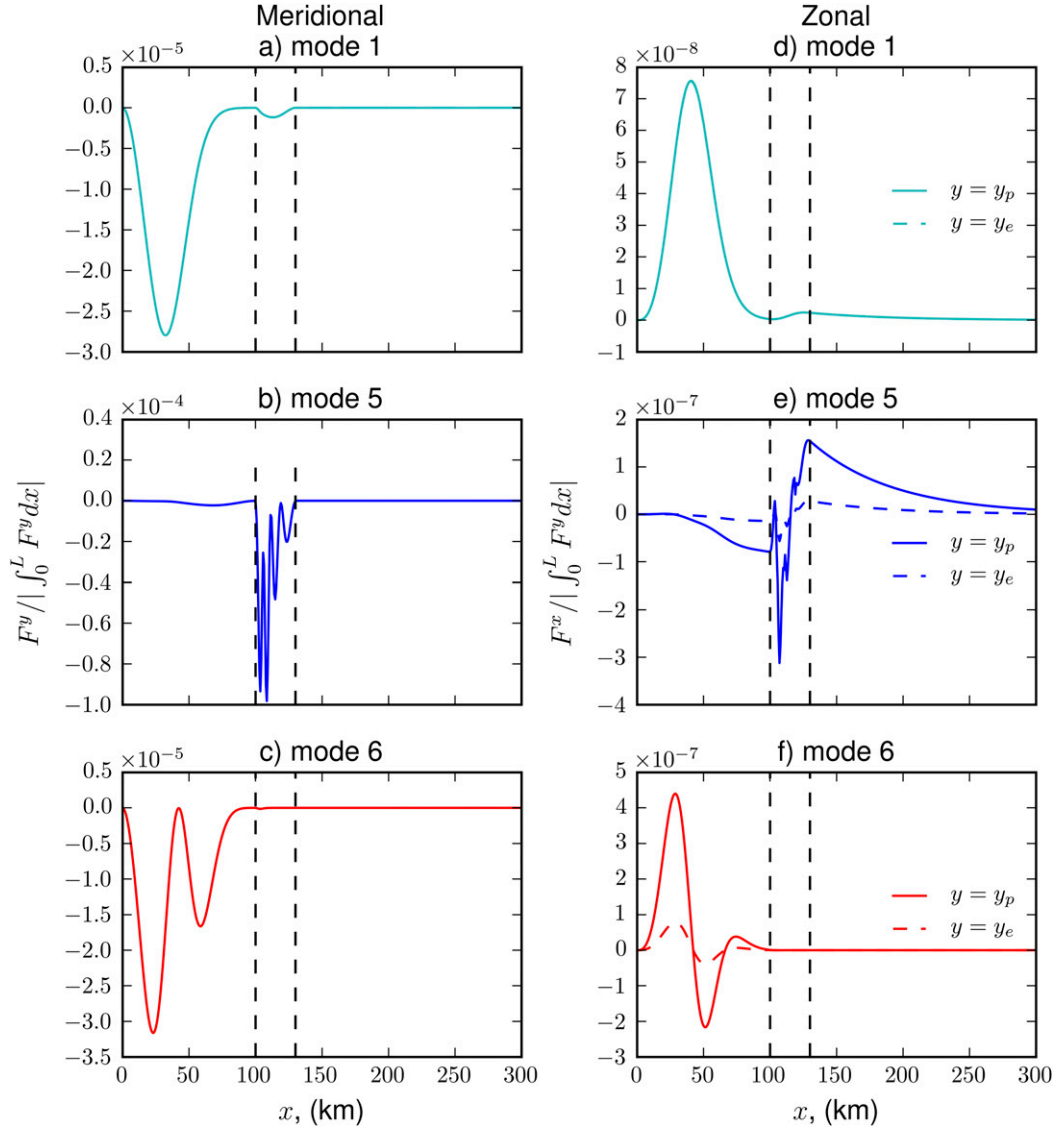 Meridional
a) mode 1
×10⁻⁵
0.5
0.0
−0.5
−1.0
−1.5
−2.0
−2.5
−3.0
Zonal
d) mode 1
×10⁻⁸
8
7
6
5
4
3
2
1
0
−1
y = y_p
y = y_e
b) mode 5
×10⁻⁴
0.4
0.2
0.0
−0.2
−0.4
−0.6
−0.8
−1.0
F^y/|∫_0^L F^y dx|
e) mode 5
×10⁻⁷
2
1
0
−1
−2
−3
−4
F^x/|∫_0^L F^y dx|
y = y_p
y = y_e
c) mode 6
×10⁻⁵
0.5
0.0
−0.5
−1.0
−1.5
−2.0
−2.5
−3.0
−3.5
0 50 100 150 200 250 300
x, (km)
f) mode 6
×10⁻⁷
5
4
3
2
1
0
−1
−2
−3
y = y_p
y = y_e
0 50 100 150 200 250 300
x, (km)